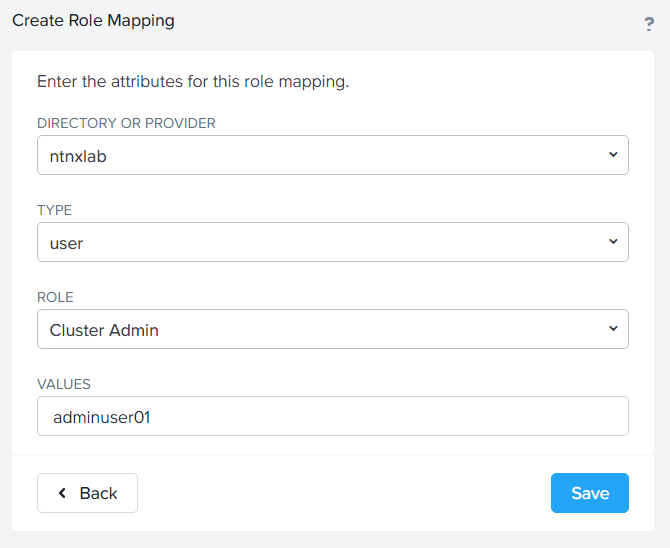 Create Role Mapping
?
Enter the attributes for this role mapping.
DIRECTORY OR PROVIDER
ntnxlab
TYPE
user
ROLE
Cluster Admin
VALUES
adminuser01
Back
Save